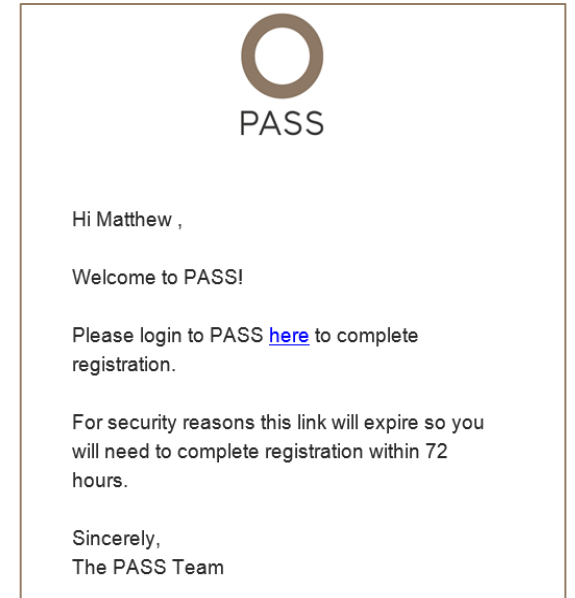 PASS
Hi Matthew ,
Welcome to PASS!
Please login to PASS here to complete
registration.
For security reasons this link will expire so you
will need to complete registration within 72
hours.
Sincerely,
The PASS Team